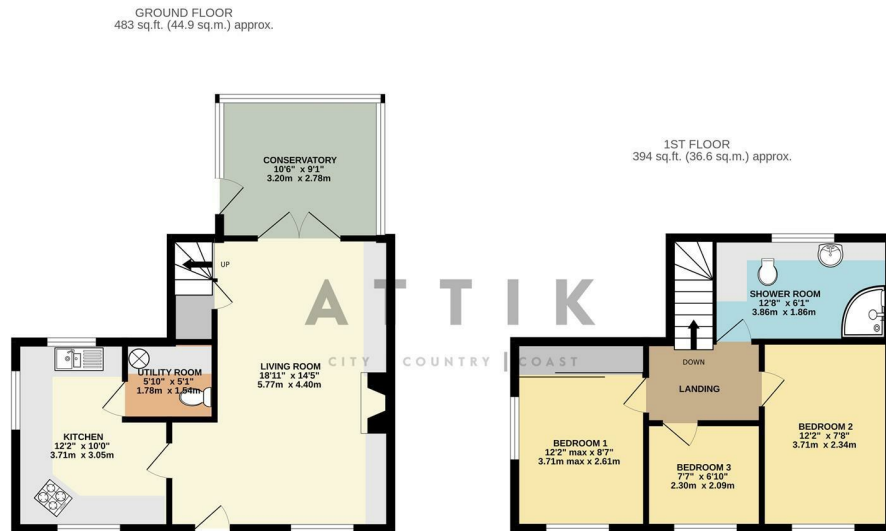 GROUND FLOOR
483 sq.ft. (44.9 sq.m.) approx.
CONSERVATORY
10'6" x 9'1"
3.20m x 2.78m
UP
UTILITY ROOM
5'10" x 5'1"
1.78m x 1.54m
LIVING ROOM
18'11" x 14'5"
5.77m x 4.40m
KITCHEN
12'2" x 10'0"
3.71m x 3.05m
ATTIK
CITY COUNTRY | COAST
1ST FLOOR
394 sq.ft. (36.6 sq.m.) approx.
SHOWER ROOM
12'8" x 6'1"
3.86m x 1.86m
DOWN
LANDING
BEDROOM 1
12'2" max x 8'7"
3.71m max x 2.61m
BEDROOM 2
12'2" x 7'8"
3.71m x 2.34m
BEDROOM 3
7'7" x 6'10"
2.30m x 2.09m